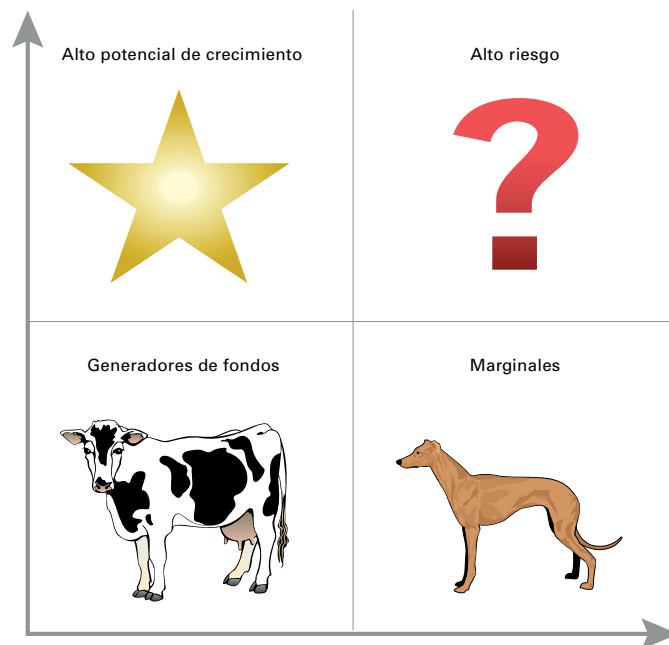 Alto potencial de crecimiento
Alto riesgo
?
Generadores de fondos
Marginales